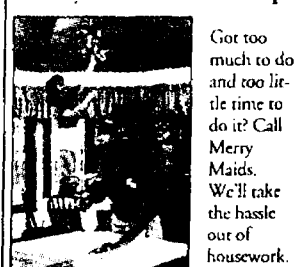 Got too
much to do
and too lit-
tle time to
do it? Call
Merry
Maids.
We'll take
the hassle
out of
housework.